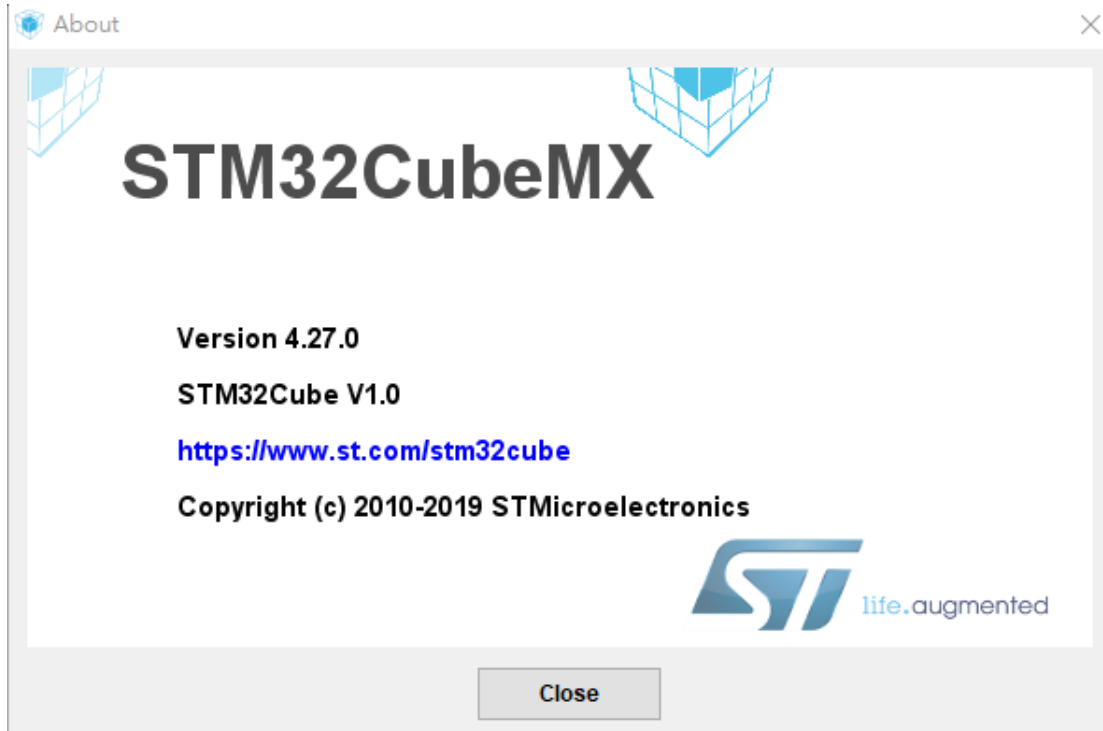 About
STM32CubeMX
Version 4.27.0
STM32Cube V1.0
https://www.st.com/stm32cube
Copyright (c) 2010-2019 STMicroelectronics
ST
life.augmented
Close